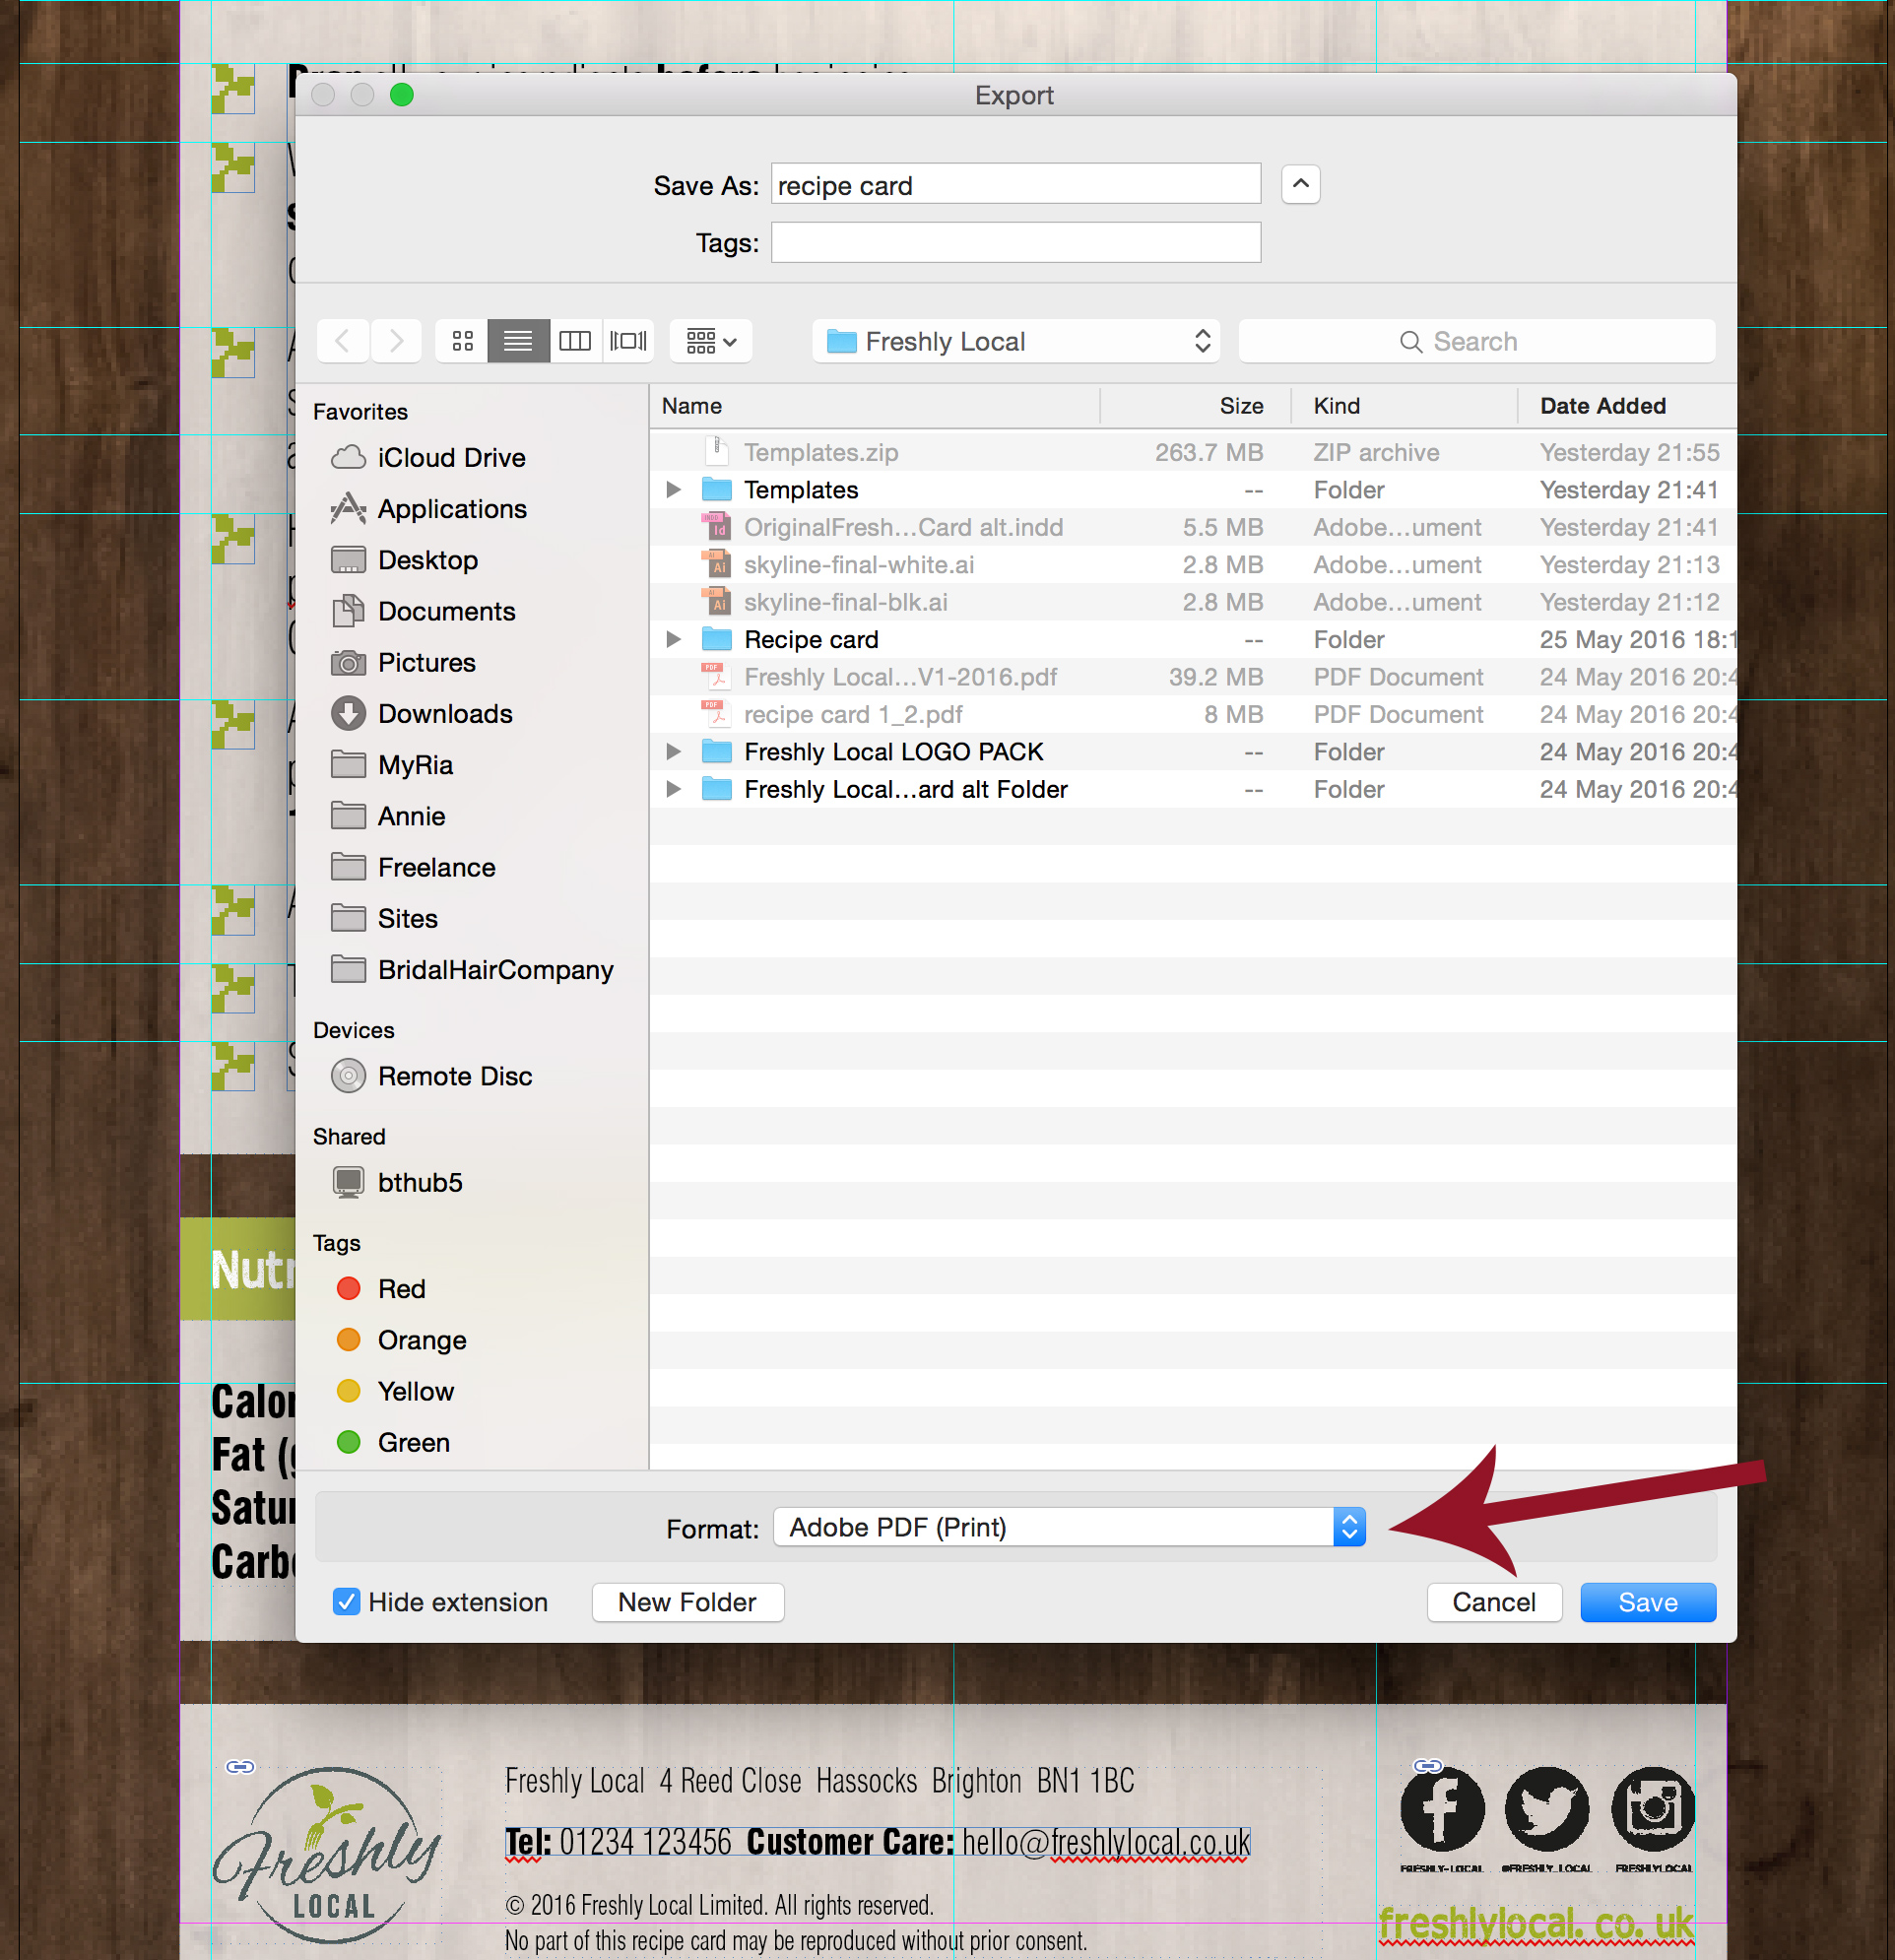 Export
Save As: recipe card
Tags:
Freshly Local
Search
Favorites
iCloud Drive
Applications
Desktop
Documents
Pictures
Downloads
MyRia
Annie
Freelance
Sites
BridalHairCompany
Devices
Remote Disc
Shared
bthub5
Tags
Red
Orange
Yellow
Green
Name Size Kind Date Added
Templates.zip 263.7 MB ZIP archive Yesterday 21:55
Templates -- Folder Yesterday 21:41
OriginalFresh...Card alt.indd 5.5 MB Adobe...ument Yesterday 21:41
skyline-final-white.ai 2.8 MB Adobe...ument Yesterday 21:13
skyline-final-blk.ai 2.8 MB Adobe...ument Yesterday 21:12
Recipe card -- Folder 25 May 2016 18:1
Freshly Local...V1-2016.pdf 39.2 MB PDF Document 24 May 2016 20:4
recipe card 1_2.pdf 8 MB PDF Document 24 May 2016 20:4
Freshly Local LOGO PACK -- Folder 24 May 2016 20:4
Freshly Local...ard alt Folder -- Folder 24 May 2016 20:4
Format: Adobe PDF (Print)
Hide extension New Folder Cancel Save
Nutr
Calor
Fat (g
Satur
Carbo
Freshly
LOCAL
Freshly Local 4 Reed Close Hassocks Brighton BN1 1BC
Tel: 01234 123456 Customer Care: hello@freshlylocal.co.uk
© 2016 Freshly Local Limited. All rights reserved.
No part of this recipe card may be reproduced without prior consent.
FRESHLY-LOCAL @FRESHLY_LOCAL FRESHLYLOCAL
freshlylocal. co. uk